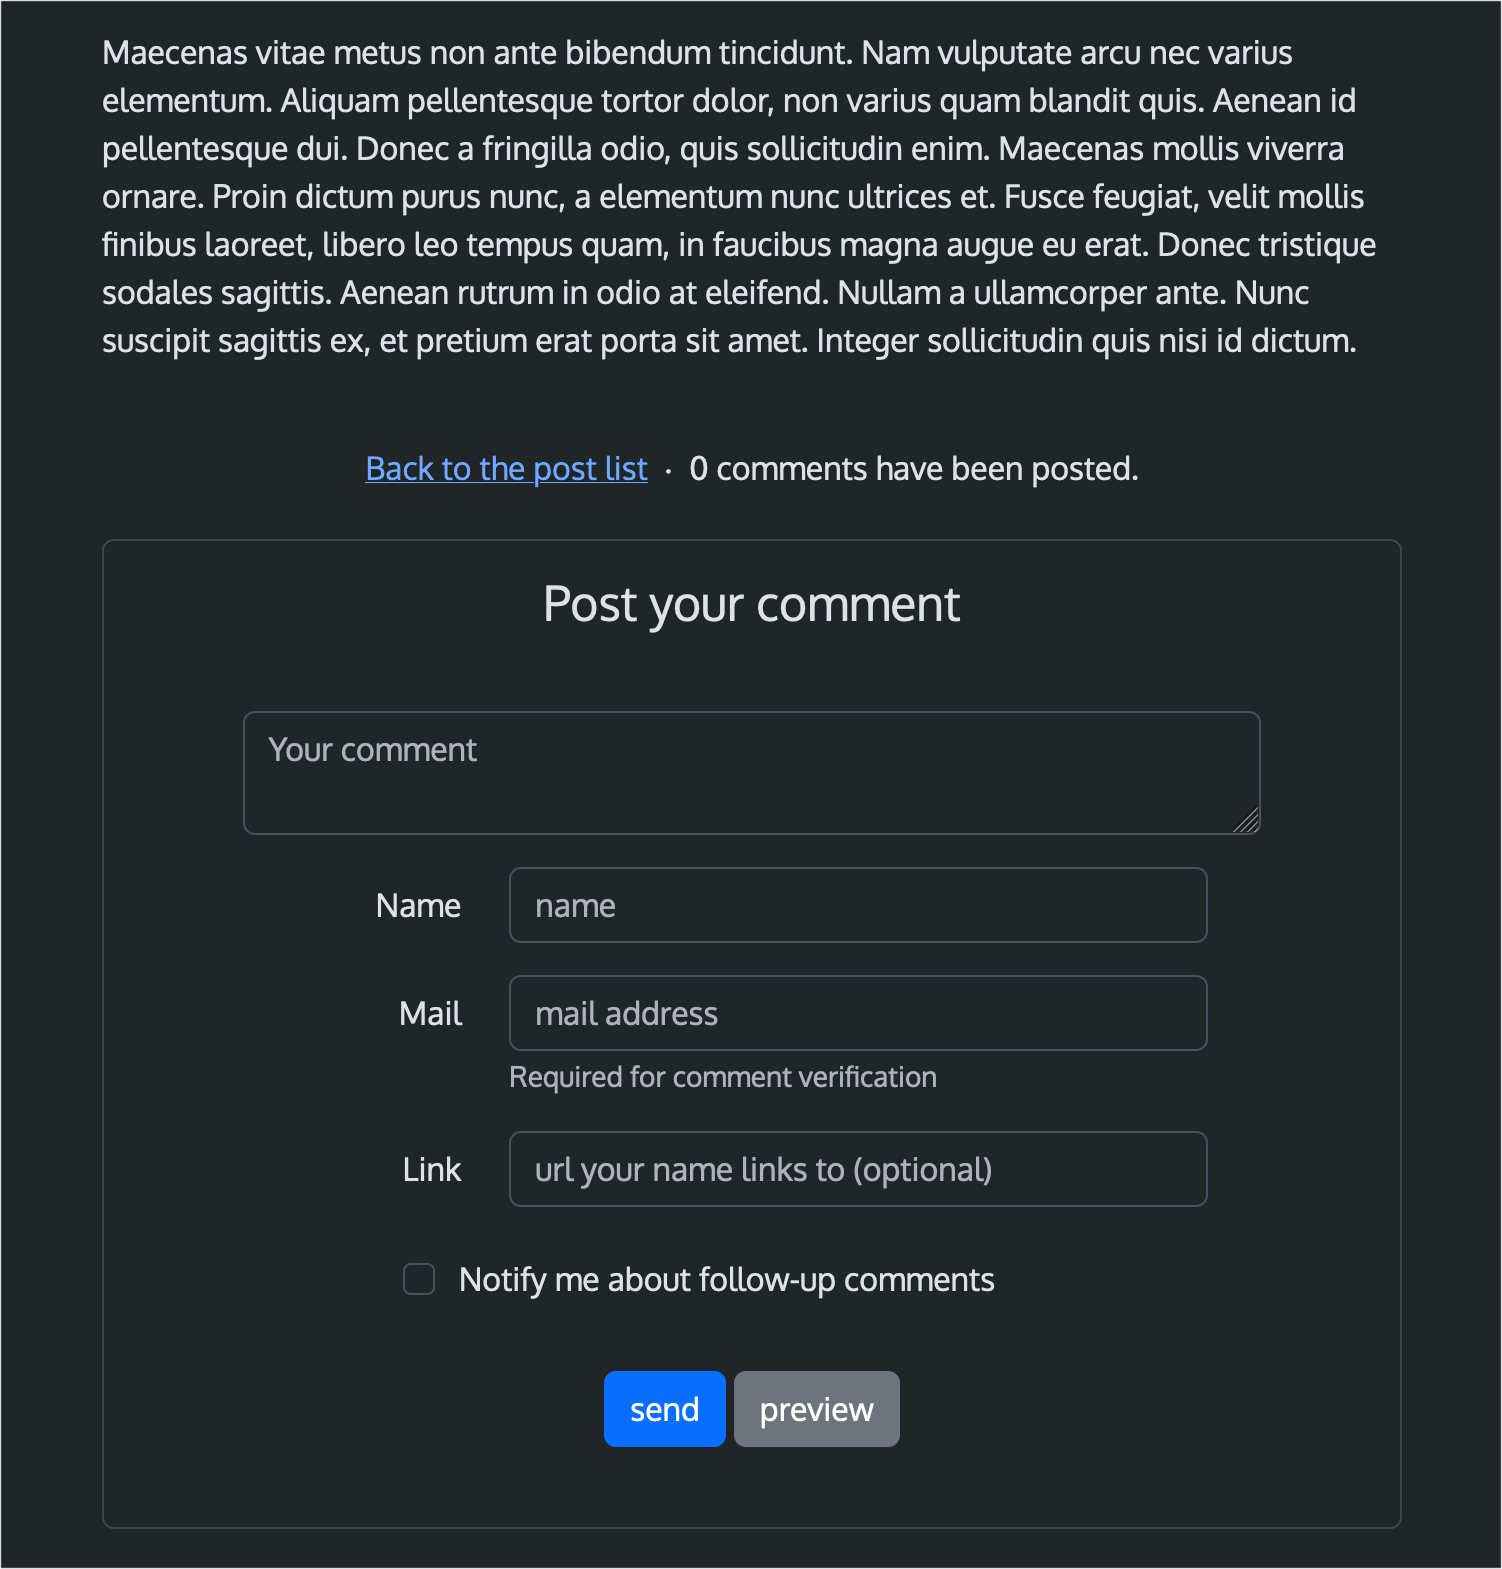 Maecenas vitae metus non ante bibendum tincidunt. Nam vulputate arcu nec varius
elementum. Aliquam pellentesque tortor dolor, non varius quam blandit quis. Aenean id
pellentesque dui. Donec a fringilla odio, quis sollicitudin enim. Maecenas mollis viverra
ornare. Proin dictum purus nunc, a elementum nunc ultrices et. Fusce feugiat, velit mollis
finibus laoreet, libero leo tempus quam, in faucibus magna augue eu erat. Donec tristique
sodales sagittis. Aenean rutrum in odio at eleifend. Nullam a ullamcorper ante. Nunc
suscipit sagittis ex, et pretium erat porta sit amet. Integer sollicitudin quis nisi id dictum.
Back to the post list · 0 comments have been posted.
Post your comment
Your comment
Name name
Mail mail address
Required for comment verification
Link url your name links to (optional)
Notify me about follow-up comments
send preview